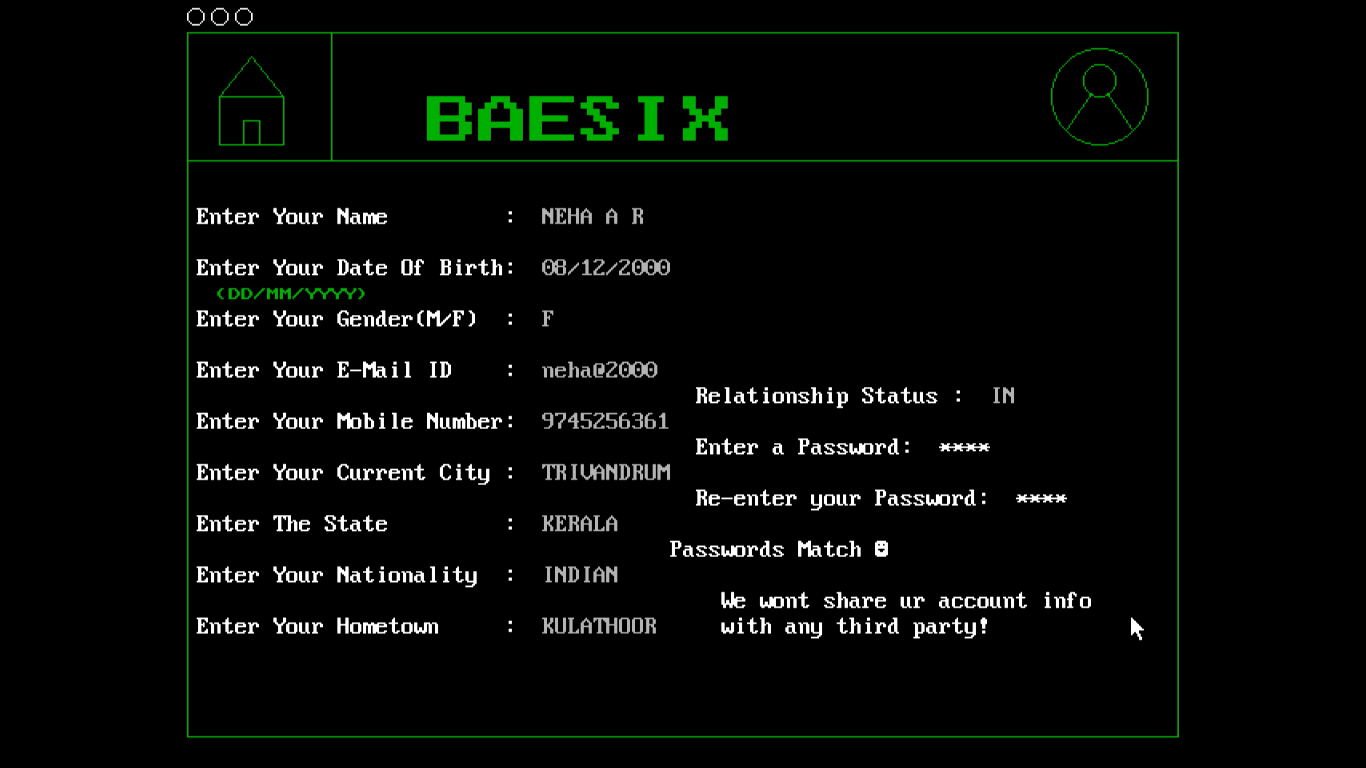 BAESIX
Enter Your Name : NEHA A R
Enter Your Date Of Birth: 08/12/2000
(DD/MM/YYYY)
Enter Your Gender(M/F) : F
Enter Your E-Mail ID : neha@2000
Relationship Status : IN
Enter Your Mobile Number: 9745256361
Enter a Password: ****
Enter Your Current City : TRIVANDRUM
Re-enter your Password: ****
Enter The State : KERALA
Passwords Match ☻
Enter Your Nationality : INDIAN
We wont share ur account info
Enter Your Hometown : KULATHOOR
with any third party!